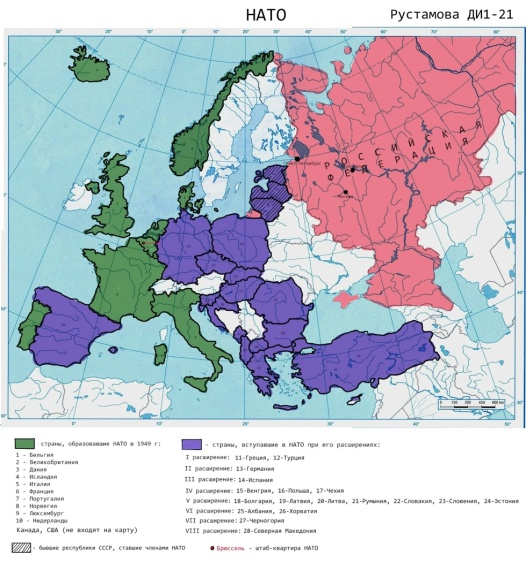 НАТО
Рустамова ДИ1-21
РОССИЙСКАЯ
ФЕДЕРАЦИЯ
страны, образовавшие НАТО в 1949 г:
1 - Бельгия
2 - Великобритания
3 - Дания
4 - Исландия
5 - Италия
6 - Франция
7 - Португалия
8 - Норвегия
9 - Люксембург
10 - Нидерланды
Канада, США (не входят на карту)
- страны, вступавшие в НАТО при его расширениях:
I расширение: 11-Греция, 12-Турция
II расширение: 13-Германия
III расширение: 14-Испания
IV расширение: 15-Венгрия, 16-Польша, 17-Чехия
V расширение: 18-Болгария, 19-Латвия, 20-Литва, 21-Румыния, 22-Словакия, 23-Словения, 24-Эстония
VI расширение: 25-Албания, 26-Хорватия
VII расширение: 27-Черногория
VIII расширение: 28-Северная Македония
- бывшие республики СССР, ставшие членами НАТО
Брюссель - штаб-квартира НАТО